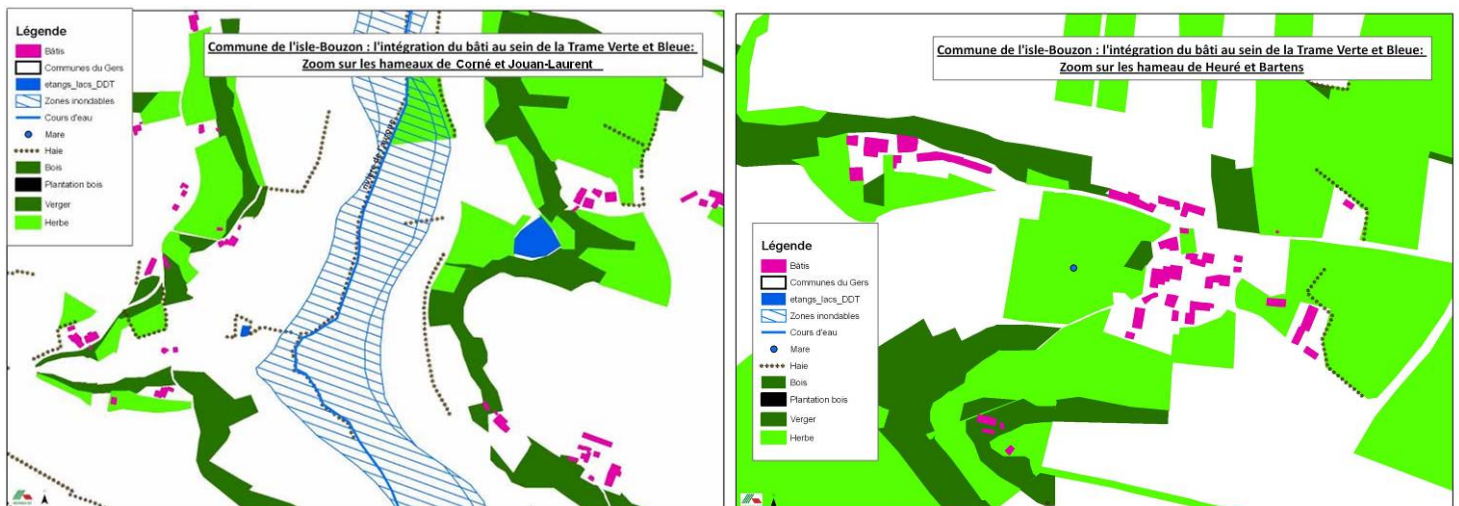 Légende
Bâtis
Communes du Gers
etangs_lacs_DDT
Zones inondables
Cours d'eau
Mare
Haie
Bois
Plantation bois
Verger
Herbe
Commune de l'isle-Bouzon : l'intégration du bâti au sein de la Trame Verte et Bleue:
Zoom sur les hameaux de Corné et Jouan-Laurent
Commune de l'isle-Bouzon : l'intégration du bâti au sein de la Trame Verte et Bleue:
Zoom sur les hameau de Heuré et Bartens
Légende
Bâtis
Communes du Gers
etangs_lacs_DDT
Zones inondables
Cours d'eau
Mare
Haie
Bois
Plantation bois
Verger
Herbe